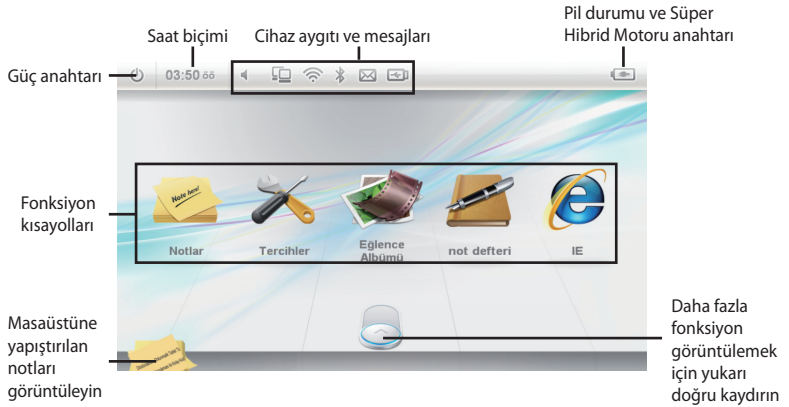 Saat biçimi
Cihaz aygıtı ve mesajları
Pil durumu ve Süper
Hibrid Motoru anahtarı
Güç anahtarı
03:50 öö
Fonksiyon
kısayolları
Note here!
Notlar
Tercihler
Eğlence
Albümü
not defteri
IE
Masaüstüne
yapıştırılan
notları
görüntüleyin
Daha fazla
fonksiyon
görüntülemek
için yukarı
doğru kaydırın